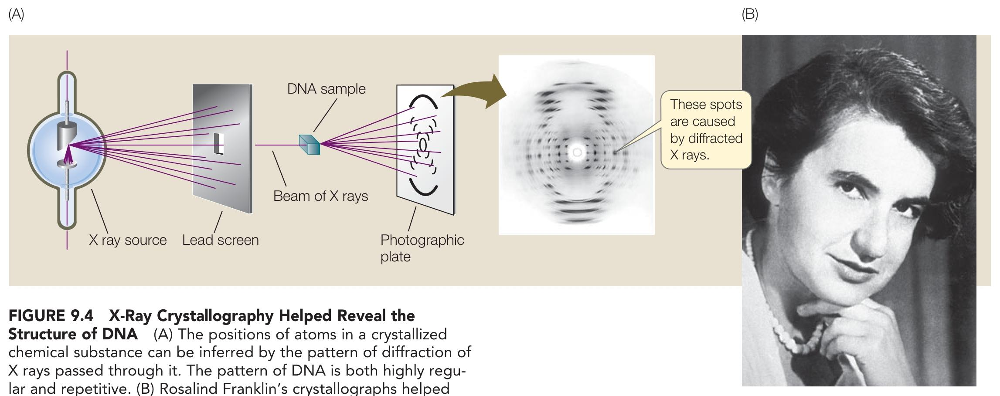 (A)
(B)
DNA sample
These spots
are caused
by diffracted
X rays.
Beam of X rays
X ray source
Lead screen
Photographic
plate
FIGURE 9.4 X-Ray Crystallography Helped Reveal the
Structure of DNA (A) The positions of atoms in a crystallized
chemical substance can be inferred by the pattern of diffraction of
X rays passed through it. The pattern of DNA is both highly regu-
lar and repetitive. (B) Rosalind Franklin’s crystallographs helped